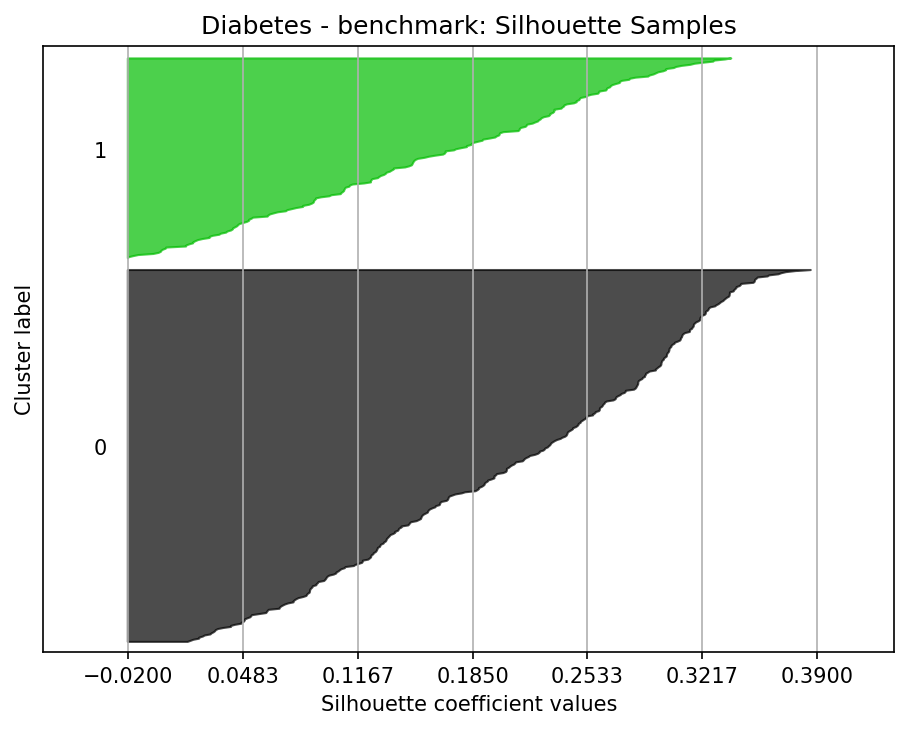 Diabetes - benchmark: Silhouette Samples
1
0
Cluster label
−0.0200 0.0483 0.1167 0.1850 0.2533 0.3217 0.3900
Silhouette coefficient values